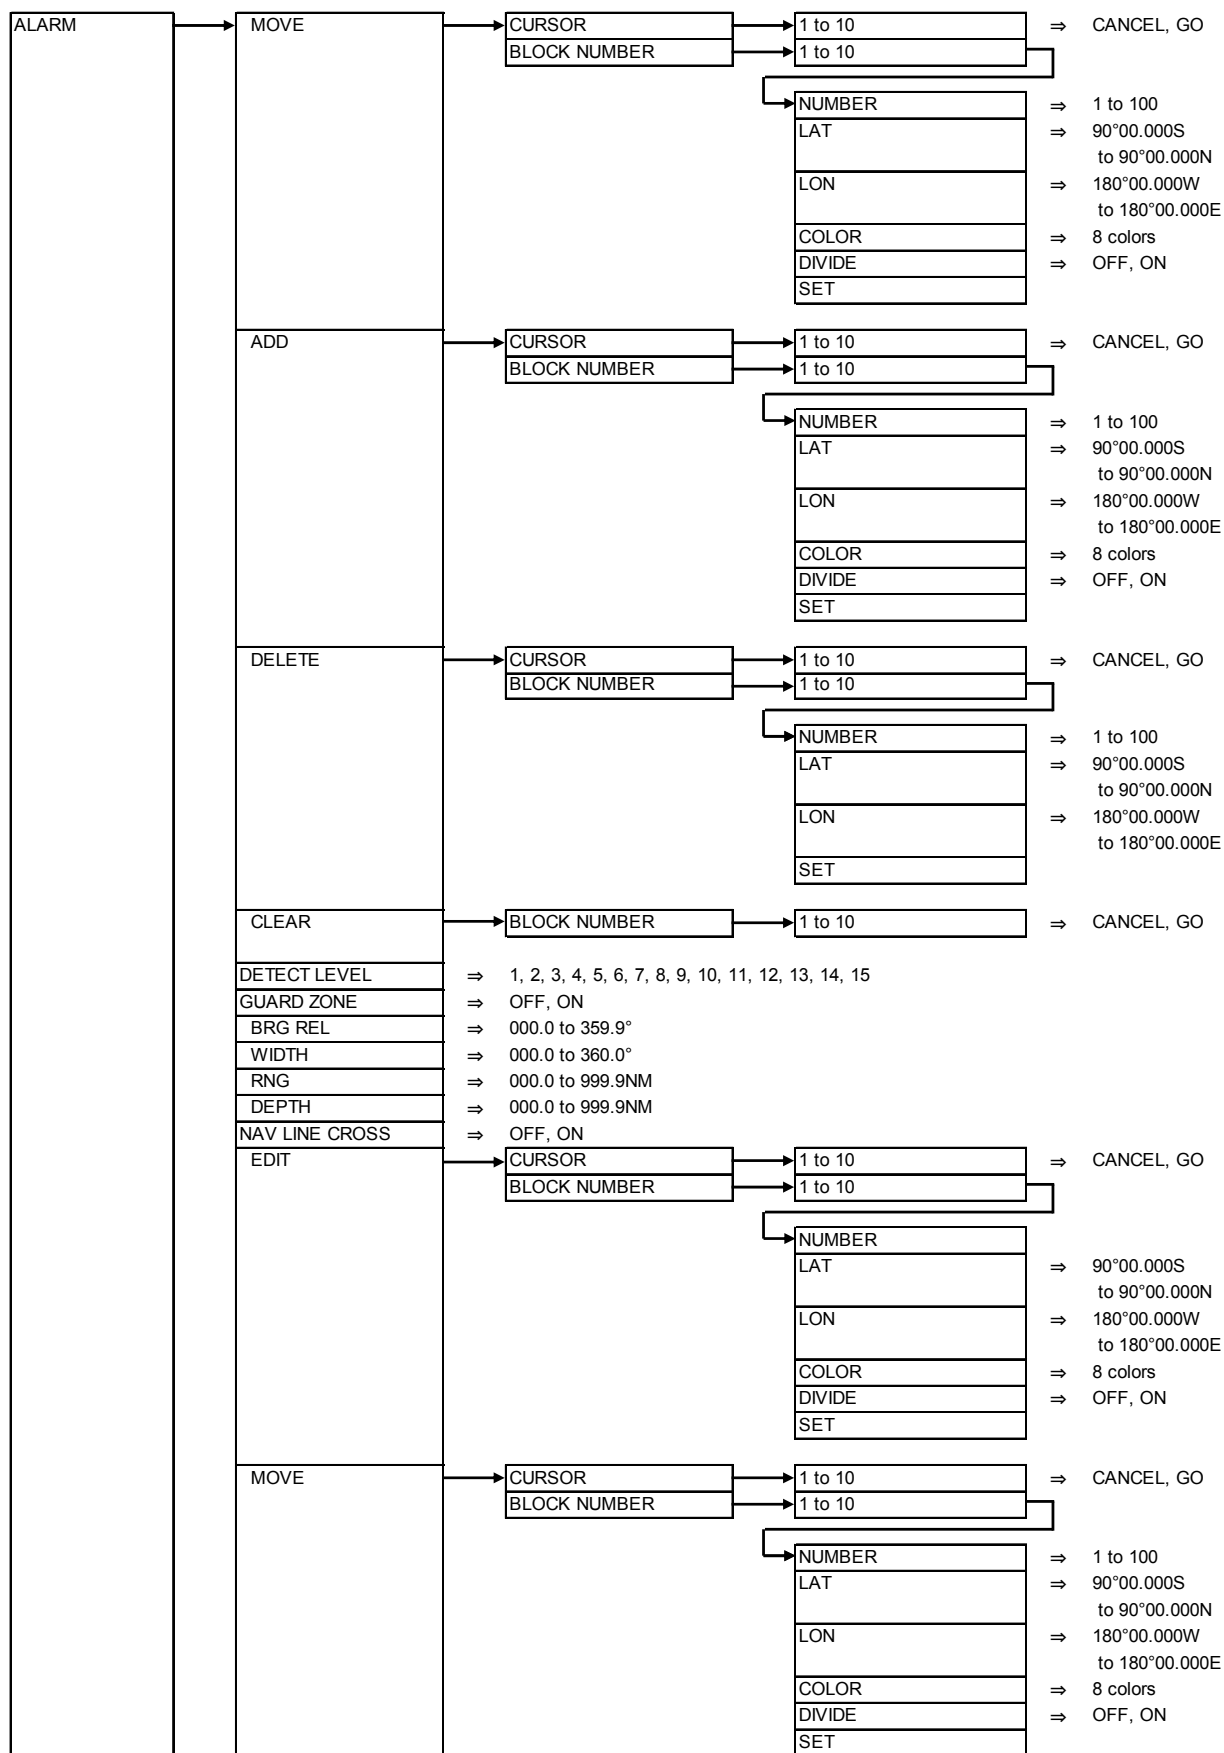 ALARM MOVE CURSOR 1 to 10 ⇒ CANCEL, GO
BLOCK NUMBER 1 to 10
NUMBER ⇒ 1 to 100
LAT ⇒ 90°00.000S
to 90°00.000N
LON ⇒ 180°00.000W
to 180°00.000E
COLOR ⇒ 8 colors
DIVIDE ⇒ OFF, ON
SET
ADD CURSOR 1 to 10 ⇒ CANCEL, GO
BLOCK NUMBER 1 to 10
NUMBER ⇒ 1 to 100
LAT ⇒ 90°00.000S
to 90°00.000N
LON ⇒ 180°00.000W
to 180°00.000E
COLOR ⇒ 8 colors
DIVIDE ⇒ OFF, ON
SET
DELETE CURSOR 1 to 10 ⇒ CANCEL, GO
BLOCK NUMBER 1 to 10
NUMBER ⇒ 1 to 100
LAT ⇒ 90°00.000S
to 90°00.000N
LON ⇒ 180°00.000W
to 180°00.000E
SET
CLEAR BLOCK NUMBER 1 to 10 ⇒ CANCEL, GO
DETECT LEVEL ⇒ 1, 2, 3, 4, 5, 6, 7, 8, 9, 10, 11, 12, 13, 14, 15
GUARD ZONE ⇒ OFF, ON
BRG REL ⇒ 000.0 to 359.9°
WIDTH ⇒ 000.0 to 360.0°
RNG ⇒ 000.0 to 999.9NM
DEPTH ⇒ 000.0 to 999.9NM
NAV LINE CROSS ⇒ OFF, ON
EDIT CURSOR 1 to 10 ⇒ CANCEL, GO
BLOCK NUMBER 1 to 10
NUMBER
LAT ⇒ 90°00.000S
to 90°00.000N
LON ⇒ 180°00.000W
to 180°00.000E
COLOR ⇒ 8 colors
DIVIDE ⇒ OFF, ON
SET
MOVE CURSOR 1 to 10 ⇒ CANCEL, GO
BLOCK NUMBER 1 to 10
NUMBER ⇒ 1 to 100
LAT ⇒ 90°00.000S
to 90°00.000N
LON ⇒ 180°00.000W
to 180°00.000E
COLOR ⇒ 8 colors
DIVIDE ⇒ OFF, ON
SET